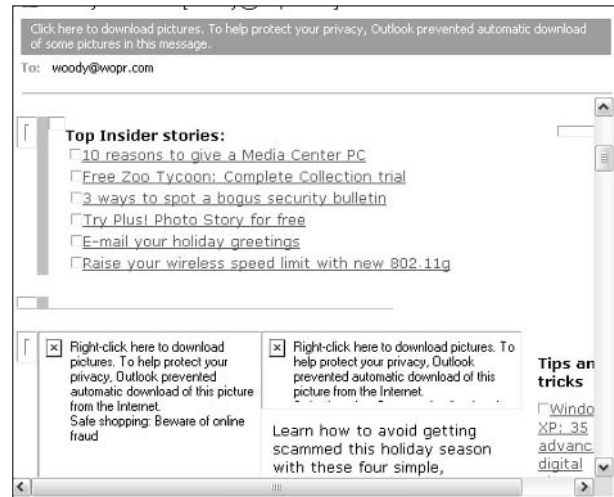 Click here to download pictures. To help protect your privacy, Outlook prevented automatic download
of some pictures in this message.
To: woody@wopr.com
Top Insider stories:
10 reasons to give a Media Center PC
Free Zoo Tycoon: Complete Collection trial
3 ways to spot a bogus security bulletin
Try Plus! Photo Story for free
E-mail your holiday greetings
Raise your wireless speed limit with new 802.11g
Right-click here to download
pictures. To help protect your
privacy, Outlook prevented
automatic download of this picture
from the Internet.
Safe shopping: Beware of online
fraud
Right-click here to download pictures. To
help protect your privacy, Outlook
prevented automatic download of this
picture from the Internet.
Learn how to avoid getting
scammed this holiday season
with these four simple,
Tips an
tricks
Windo
XP: 35
advanc
digital